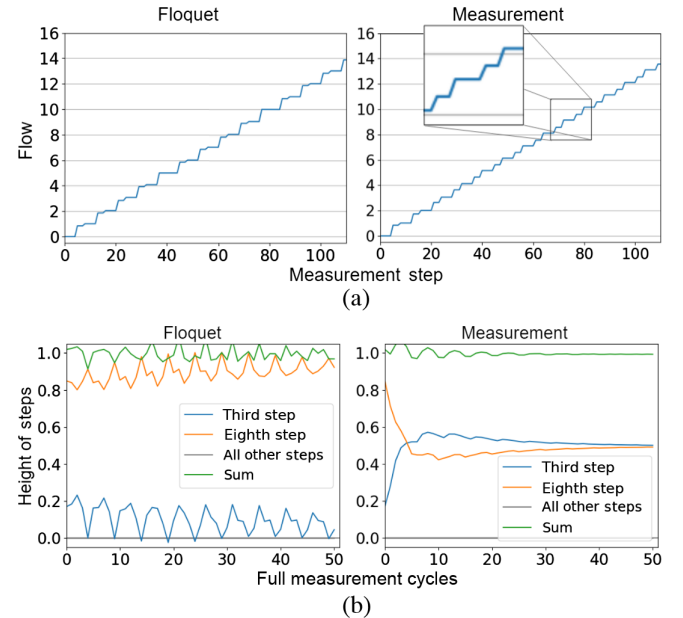 Floquet
Measurement
16
14
12
10
8
6
4
2
0
0 20 40 60 80 100
16
14
12
10
8
6
4
2
0
0 20 40 60 80 100
Flow
Measurement step
(a)
Floquet
Measurement
1.0
0.8
0.6
0.4
0.2
0.0
0 10 20 30 40 50
Third step
Eighth step
All other steps
Sum
1.0
0.8
0.6
0.4
0.2
0.0
0 10 20 30 40 50
Third step
Eighth step
All other steps
Sum
Height of steps
Full measurement cycles
(b)